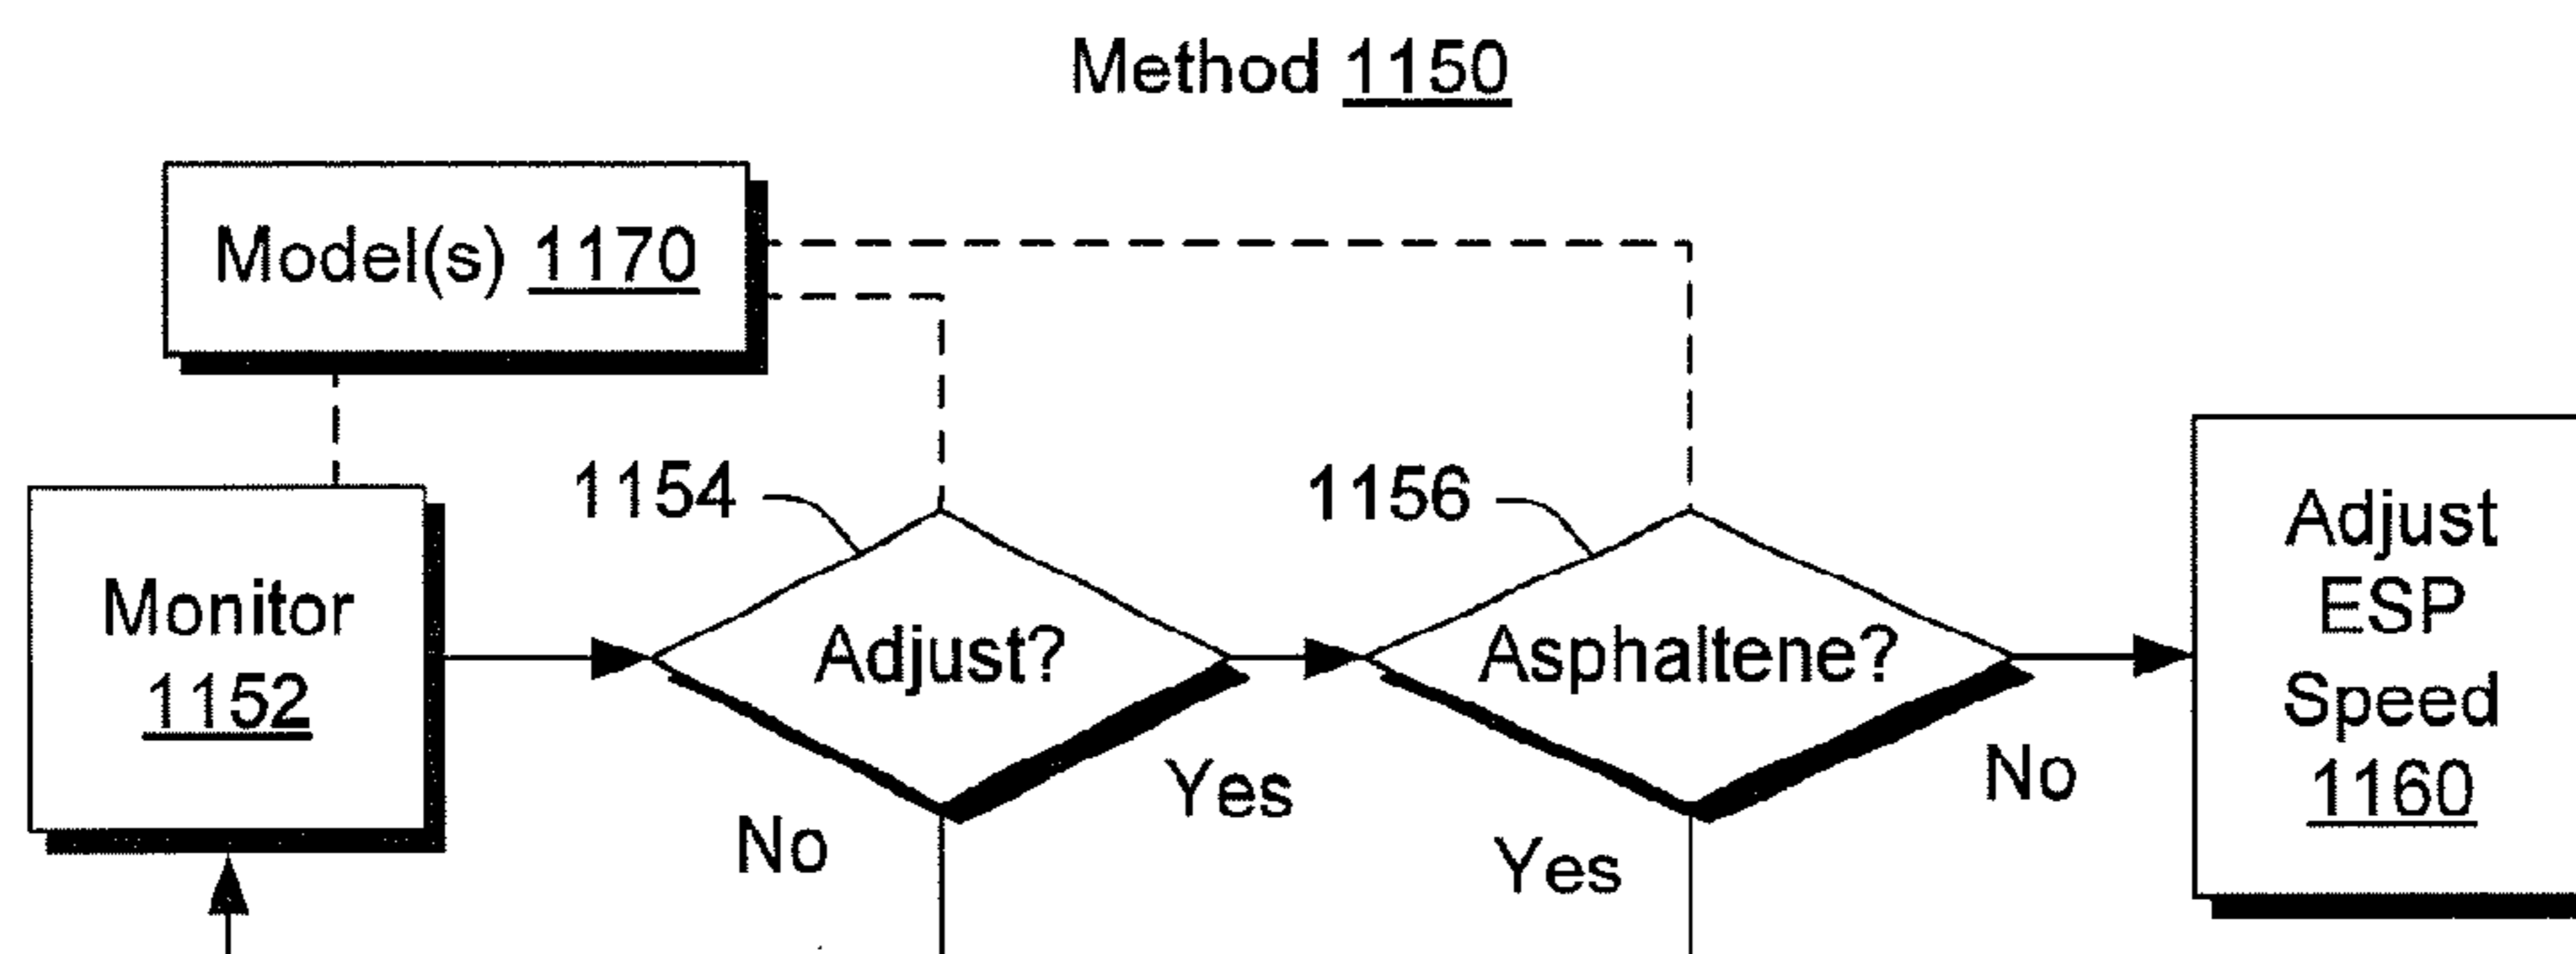 Method 1150
Model(s) 1170
1154
1156
Monitor
1152
Adjust?
Asphaltene?
Adjust
ESP
Speed
1160
No
Yes
Yes
No